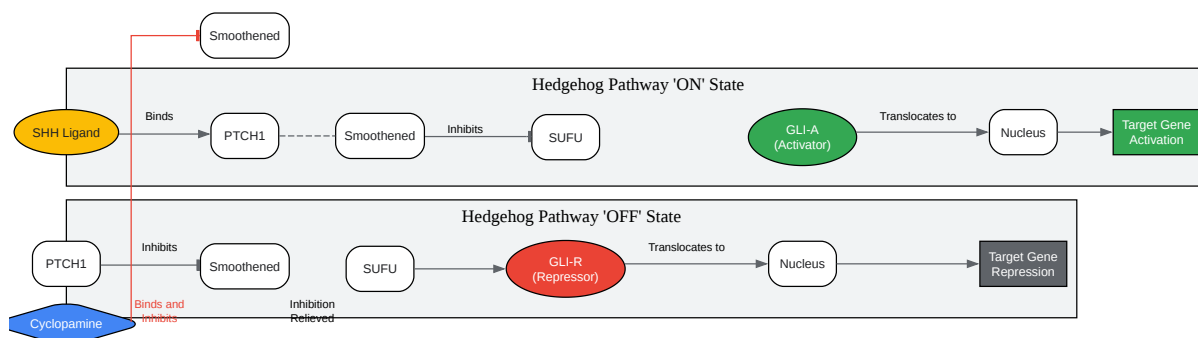 Smoothened
Hedgehog Pathway 'ON' State
SHH Ligand
Binds
PTCH1
Smoothened
Inhibits
SUFU
GLI-A
(Activator)
Translocates to
Nucleus
Target Gene
Activation
Hedgehog Pathway 'OFF' State
PTCH1
Inhibits
Smoothened
SUFU
GLI-R
(Repressor)
Translocates to
Nucleus
Target Gene
Repression
Cyclopamine
Binds and
Inhibits
Inhibition
Relieved